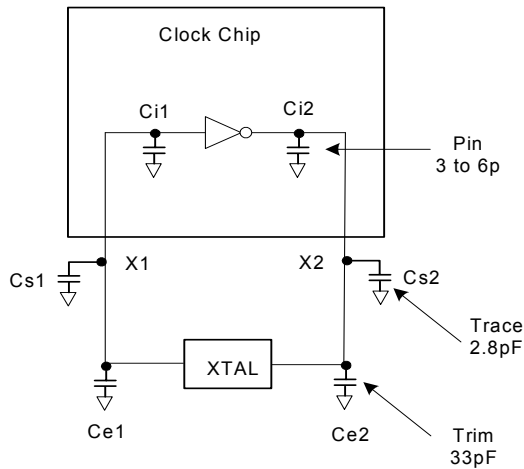 Clock Chip
Ci1
Ci2
Pin
3 to 6p
Cs1
X1
X2
Cs2
Trace
2.8pF
XTAL
Ce1
Ce2
Trim
33pF